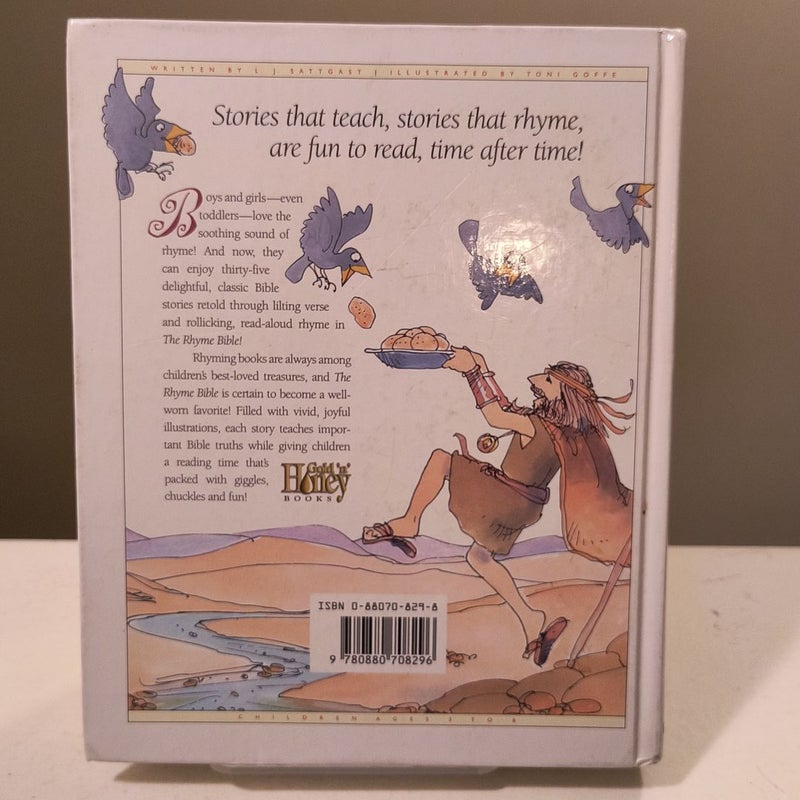 WRITTEN BY L J SATTGAST | ILLUSTRATED BY TONI GOFFE
Stories that teach, stories that rhyme,
are fun to read, time after time!
Boys and girls—even
toddlers—love the
soothing sound of
rhyme! And now, they
can enjoy thirty-five
delightful, classic Bible
stories retold through lilting verse
and rollicking, read-aloud rhyme in
The Rhyme Bible!
Rhyming books are always among
children's best-loved treasures, and The
Rhyme Bible is certain to become a well-
worn favorite! Filled with vivid, joyful
illustrations, each story teaches impor-
tant Bible truths while giving children
a reading time that's
packed with giggles,
chuckles and fun!
Gold 'n'
Honey
BOOKS
ISBN 0-88070-829-8
9 780880 708296
CHILDREN AGES 3 TO 8